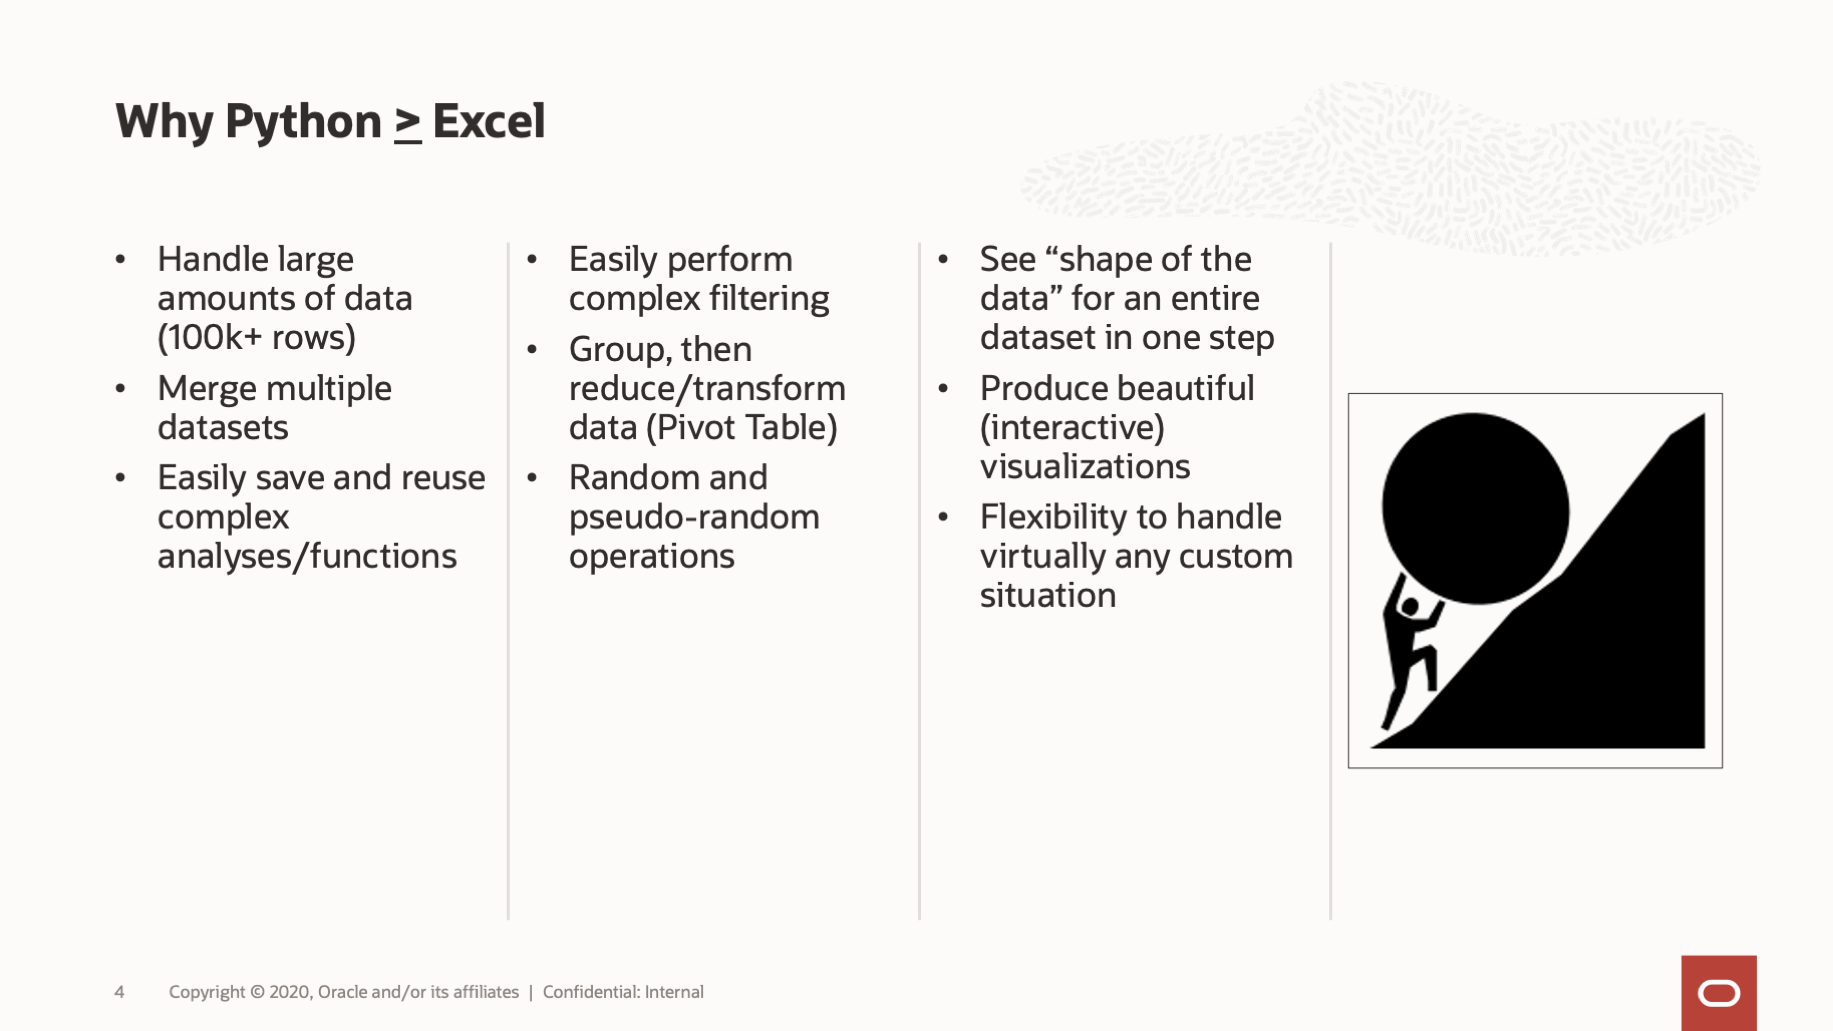 Why Python ≥ Excel
• Handle large
amounts of data
(100k+ rows)
• Merge multiple
datasets
• Easily save and reuse
complex
analyses/functions
• Easily perform
complex filtering
• Group, then
reduce/transform
data (Pivot Table)
• Random and
pseudo-random
operations
• See “shape of the
data” for an entire
dataset in one step
• Produce beautiful
(interactive)
visualizations
• Flexibility to handle
virtually any custom
situation
4 Copyright © 2020, Oracle and/or its affiliates | Confidential: Internal